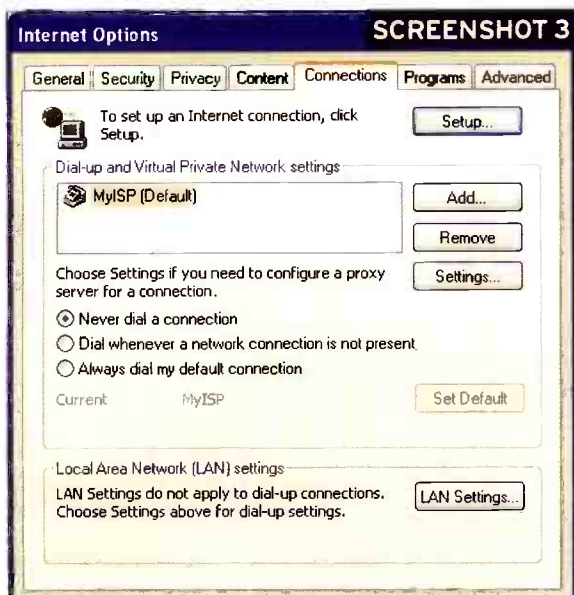 Internet Options
SCREENSHOT 3
General Security Privacy Content Connections Programs Advanced
To set up an Internet connection, click
Setup.
Setup...
Dial-up and Virtual Private Network settings
MyISP (Default)
Add...
Remove
Choose Settings if you need to configure a proxy
server for a connection.
Settings...
Never dial a connection
Dial whenever a network connection is not present
Always dial my default connection
Current MyISP
Set Default
Local Area Network (LAN) settings
LAN Settings do not apply to dial-up connections.
Choose Settings above for dial-up settings.
LAN Settings...